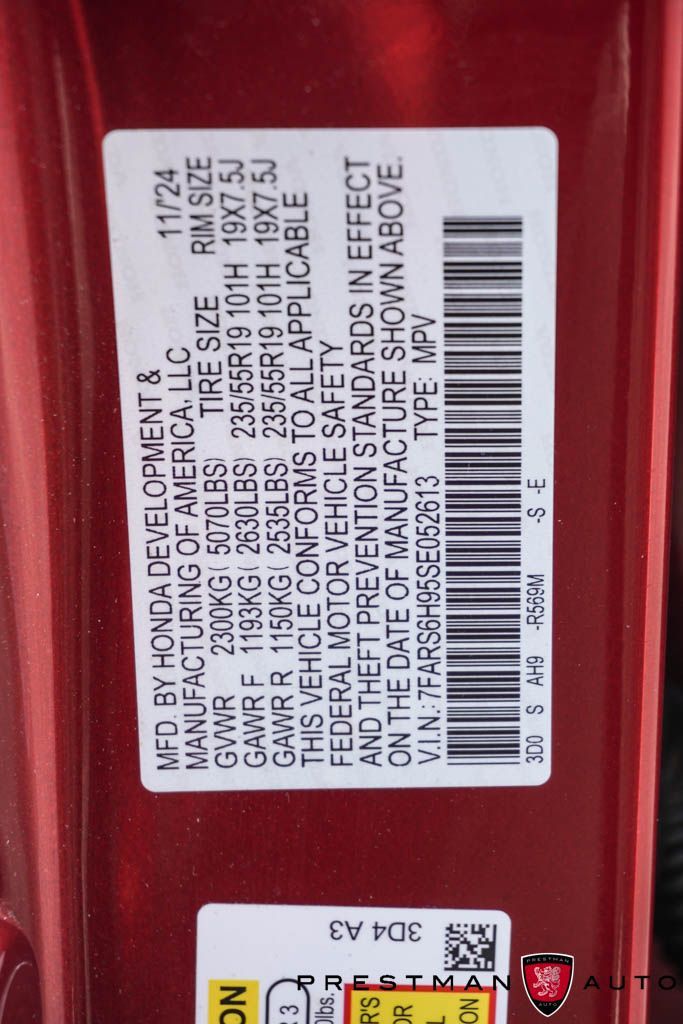 MFD. BY HONDA DEVELOPMENT &
MANUFACTURING OF AMERICA, LLC 11/'24
GVWR 2300KG( 5070LBS) TIRE SIZE RIM SIZE
GAWR F 1193KG( 2630LBS) 235/55R19 101H 19X7.5J
GAWR R 1150KG( 2535LBS) 235/55R19 101H 19X7.5J
THIS VEHICLE CONFORMS TO ALL APPLICABLE
FEDERAL MOTOR VEHICLE SAFETY
AND THEFT PREVENTION STANDARDS IN EFFECT
ON THE DATE OF MANUFACTURE SHOWN ABOVE.
V.I.N.: 7FARS6H95SE052613 TYPE: MPV
3D0 S AH9 -R569M -S -E
3D4 A3
PRESTMAN AUTO
PRESTMAN